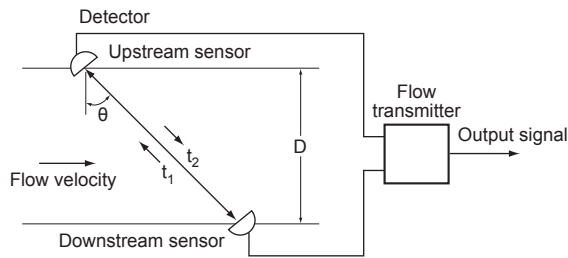 Detector
Upstream sensor
Flow
transmitter
θ
t2
D
Output signal
t1
Flow velocity
Downstream sensor